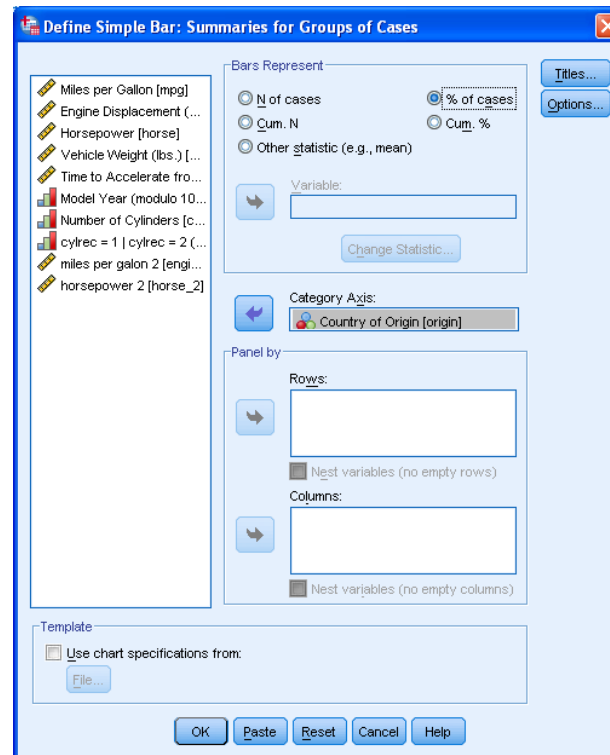 Define Simple Bar: Summaries for Groups of Cases
Miles per Gallon [mpg]
Engine Displacement (...
Horsepower [horse]
Vehicle Weight (lbs.) [...
Time to Accelerate fro...
Model Year (modulo 10...
Number of Cylinders [c...
cylrec = 1 | cylrec = 2 (...
miles per galon 2 [engi...
horsepower 2 [horse_2]
Bars Represent
N of cases
% of cases
Cum. N
Cum. %
Other statistic (e.g., mean)
Variable:
Change Statistic...
Category Axis:
Country of Origin [origin]
Panel by
Rows:
Nest variables (no empty rows)
Columns:
Nest variables (no empty columns)
Titles...
Options...
Template
Use chart specifications from:
File...
OK Paste Reset Cancel Help